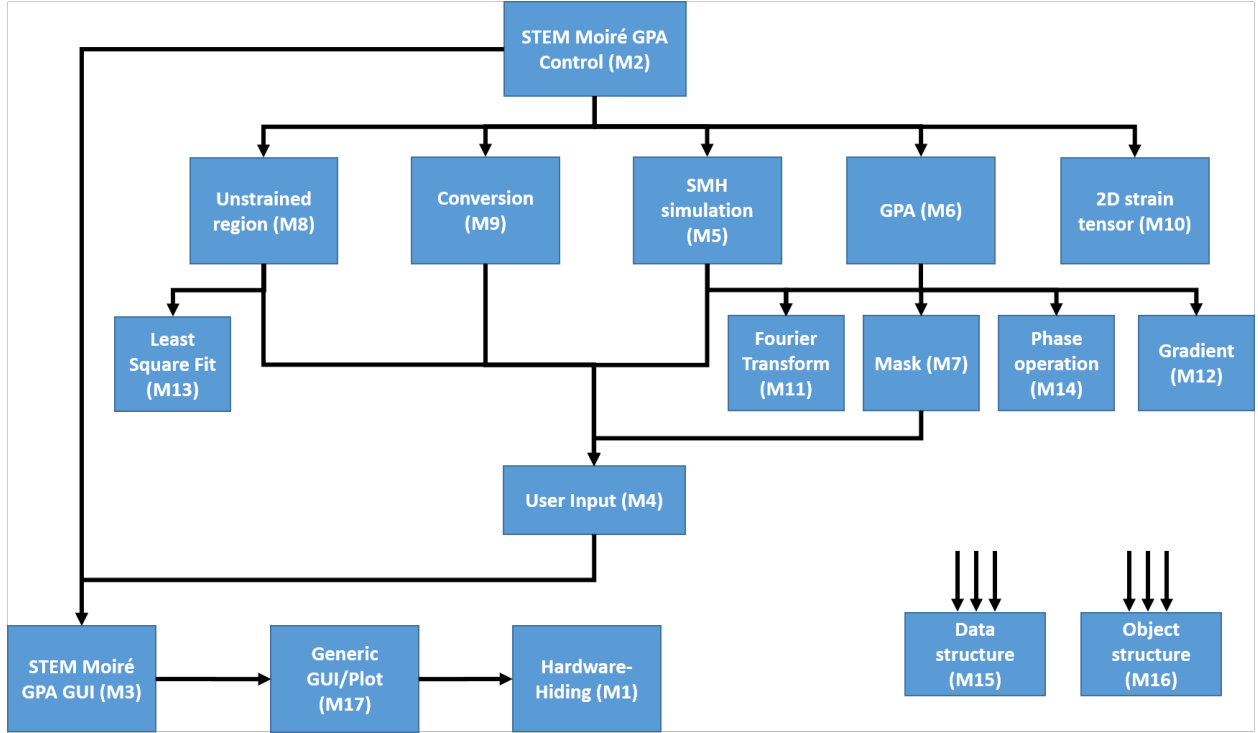 STEM Moiré GPA
Control (M2)
Unstrained
region (M8)
Conversion
(M9)
SMH
simulation
(M5)
GPA (M6)
2D strain
tensor (M10)
Least
Square Fit
(M13)
Fourier
Transform
(M11)
Mask (M7)
Phase
operation
(M14)
Gradient
(M12)
User Input (M4)
STEM Moiré
GPA GUI (M3)
Generic
GUI/Plot
(M17)
Hardware-
Hiding (M1)
Data
structure
(M15)
Object
structure
(M16)